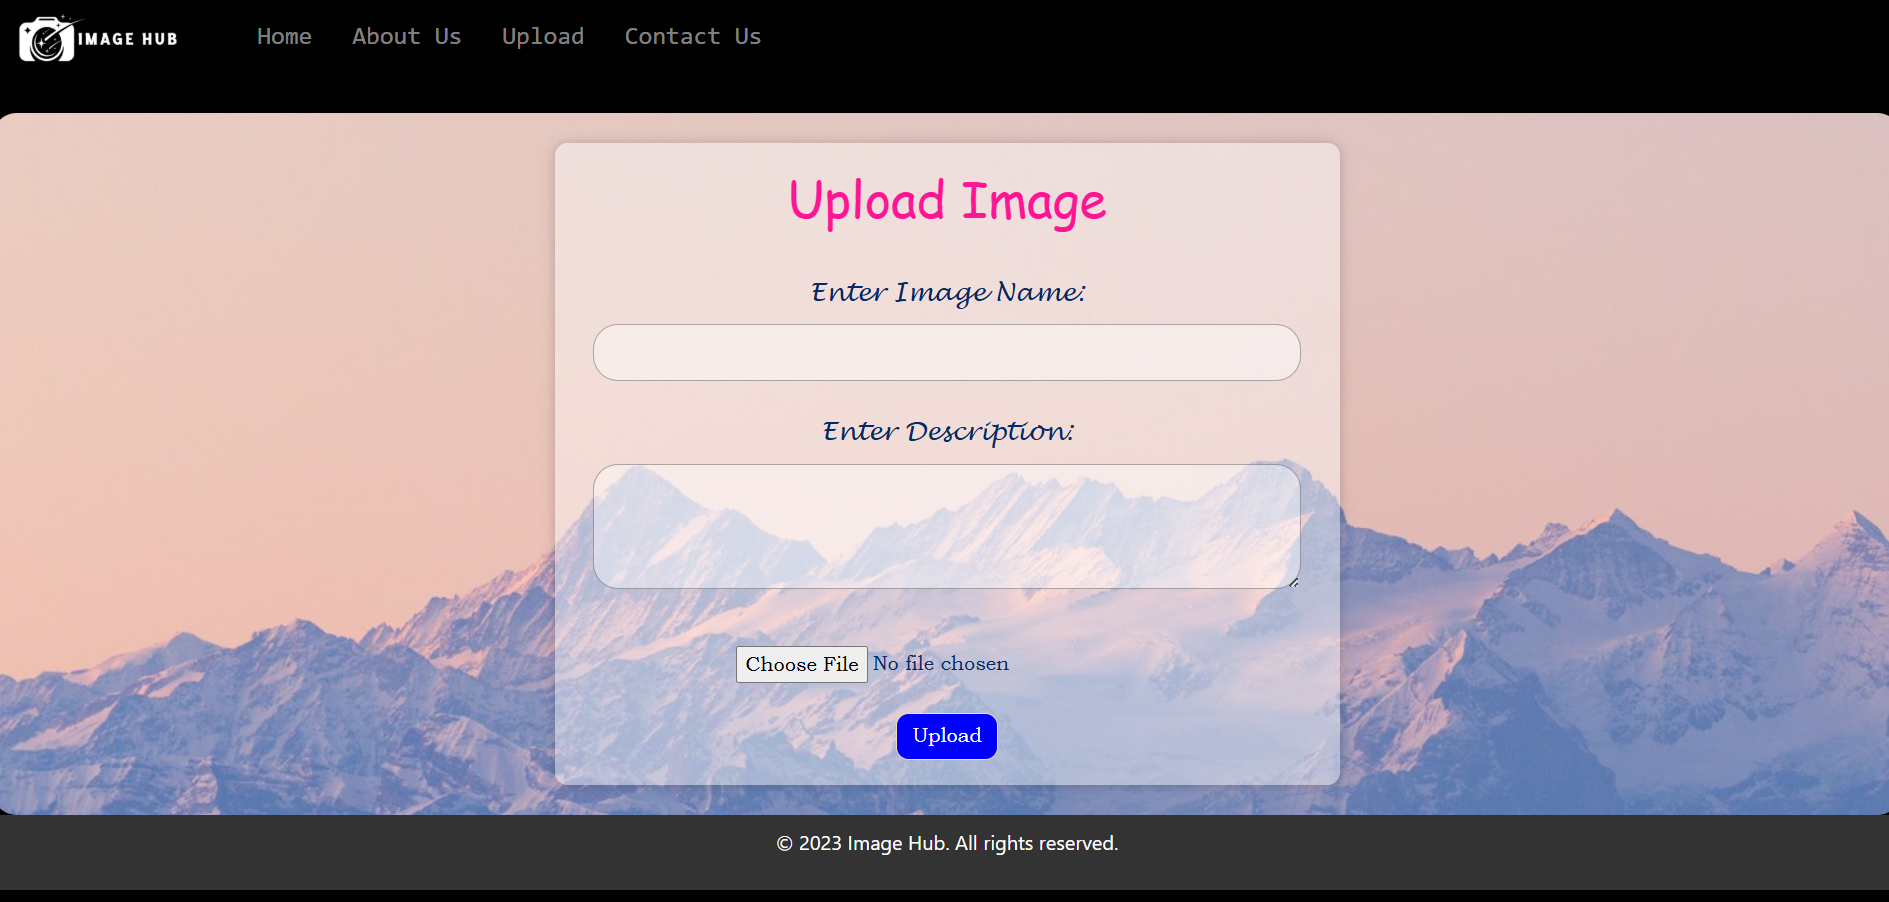 IMAGE HUB
Home About Us Upload Contact Us
Upload Image
Enter Image Name:
Enter Description:
Choose File No file chosen
Upload
© 2023 Image Hub. All rights reserved.